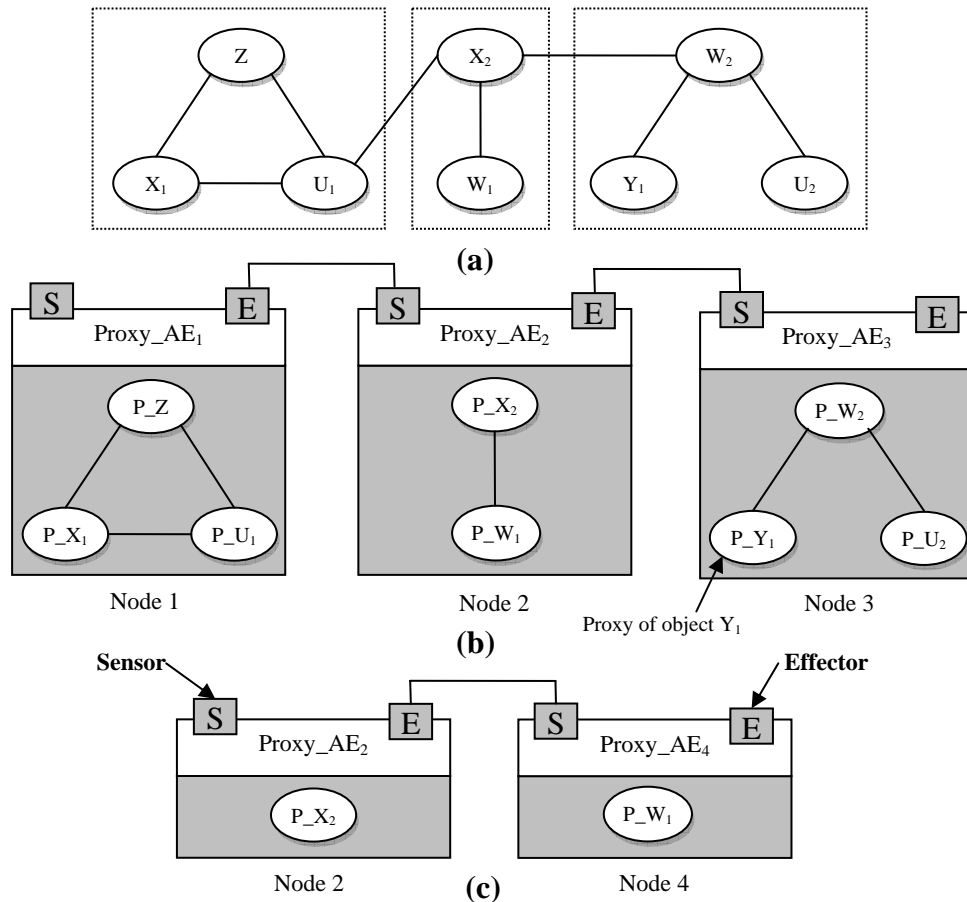 Z X₂ W₂
X₁ U₁ W₁ Y₁ U₂
(a)
S E S E S E
Proxy_AE₁ Proxy_AE₂ Proxy_AE₃
P_Z P_X₂ P_W₂
P_X₁ P_U₁ P_W₁ P_Y₁ P_U₂
Node 1 Node 2 Node 3
Proxy of object Y₁
(b)
Sensor Effector
S E S E
Proxy_AE₂ Proxy_AE₄
P_X₂ P_W₁
Node 2 Node 4
(c)